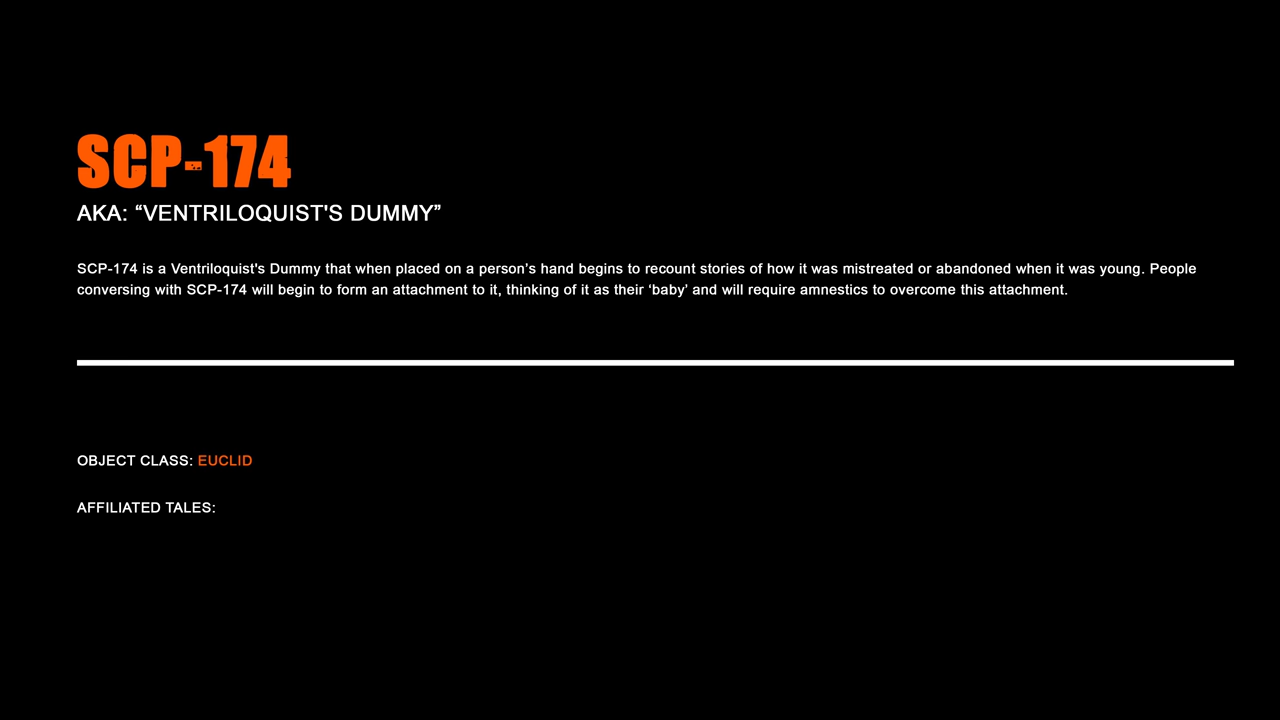 SCP-174
AKA: “VENTRILOQUIST'S DUMMY”
SCP-174 is a Ventriloquist's Dummy that when placed on a person’s hand begins to recount stories of how it was mistreated or abandoned when it was young. People
conversing with SCP-174 will begin to form an attachment to it, thinking of it as their ‘baby’ and will require amnestics to overcome this attachment.
OBJECT CLASS: EUCLID
AFFILIATED TALES: